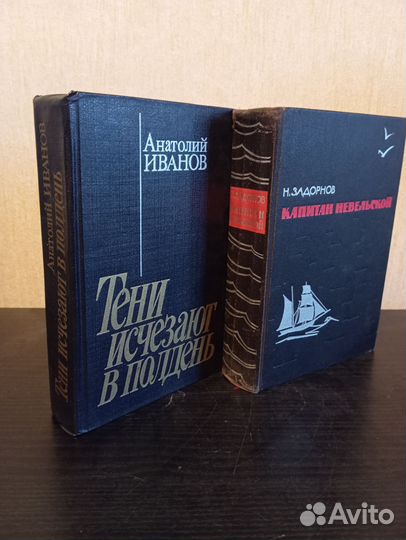 Анатолий ИВАНОВ
Тени исчезают в полдень
Анатолий
ИВАНОВ
Тени
исчезают
в полдень
Н. ЗАДОРНОВ
КАПИТАН НЕВЕЛЬСКОЙ
Avito